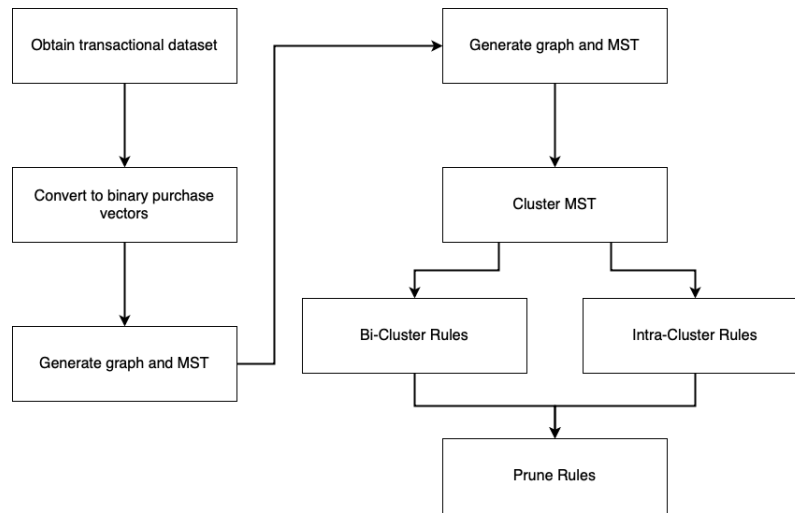 Obtain transactional dataset
Convert to binary purchase
vectors
Generate graph and MST
Generate graph and MST
Cluster MST
Bi-Cluster Rules
Intra-Cluster Rules
Prune Rules